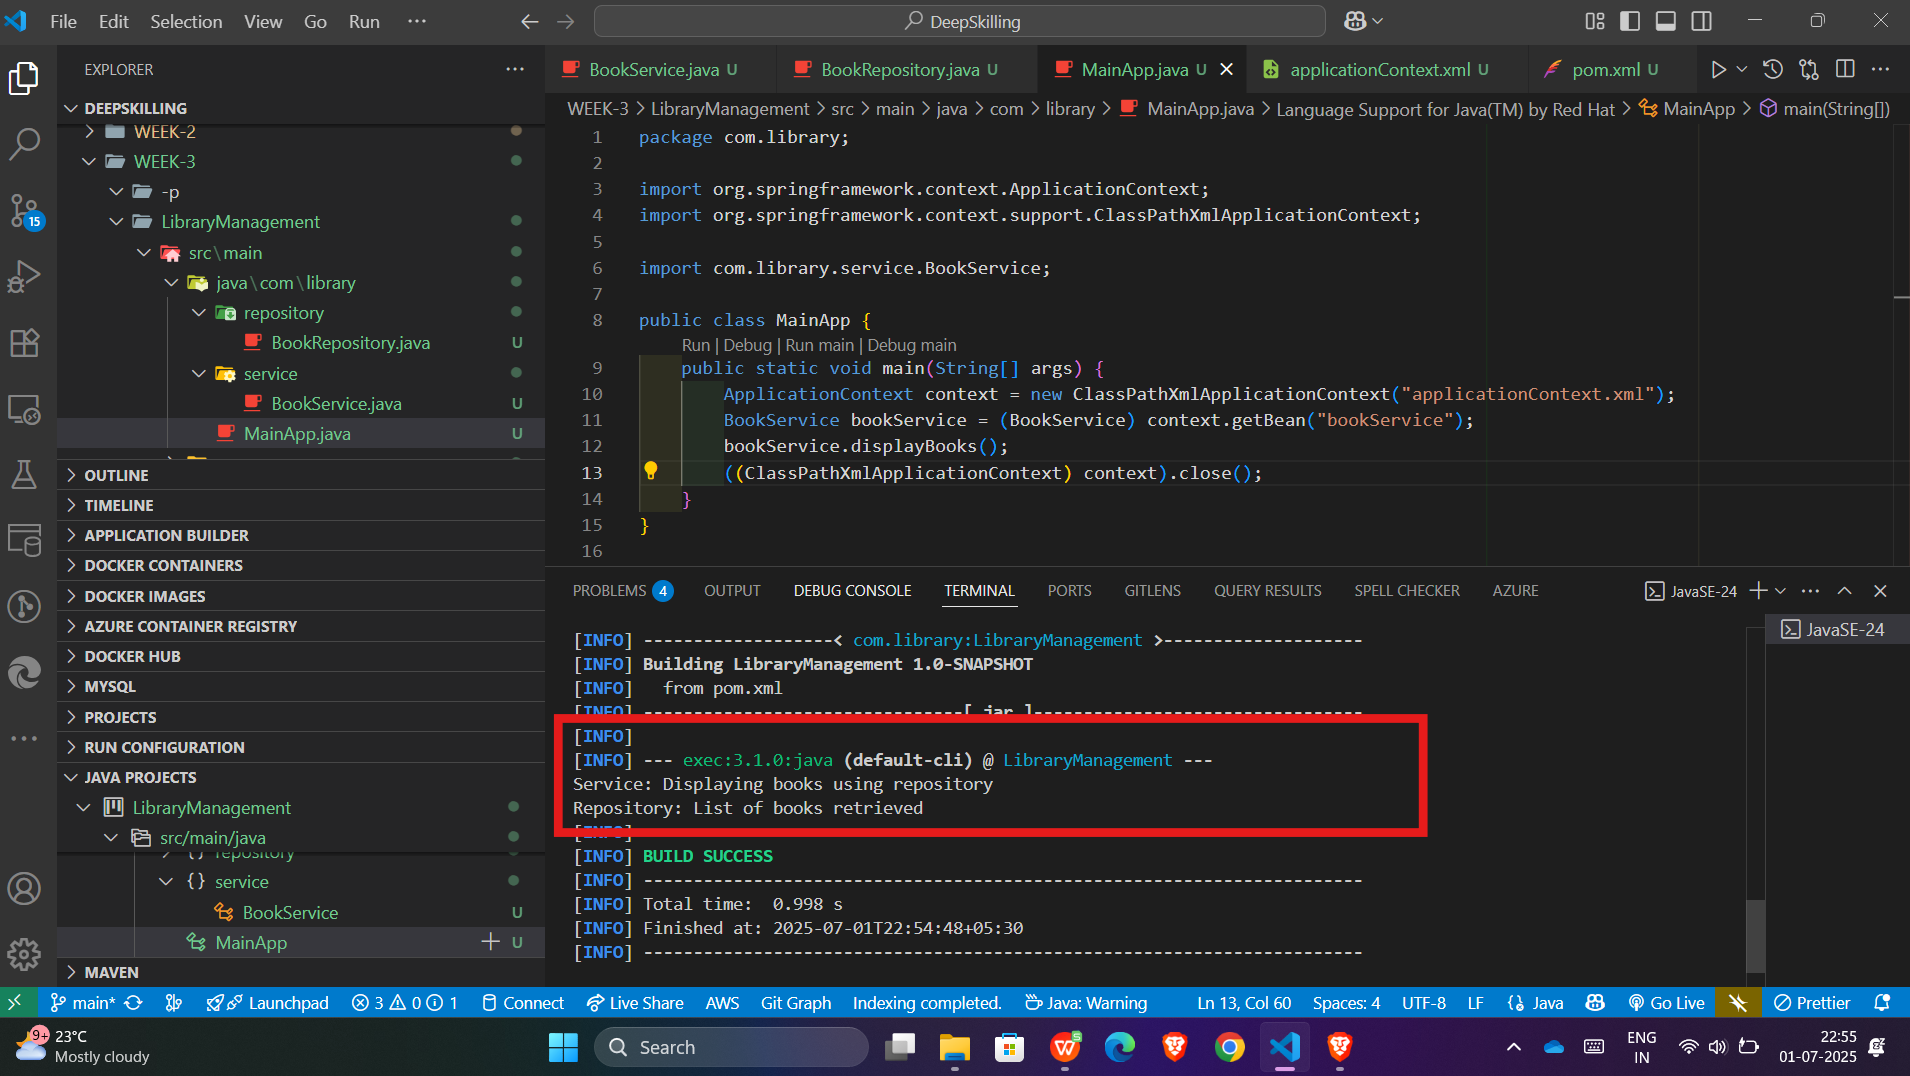 File Edit Selection View Go Run ··· DeepSkilling
EXPLORER ···
DEEPSKILLING
WEEK-2
WEEK-3
-p
LibraryManagement
src\main
java\com\library
repository
BookRepository.java U
service
BookService.java U
MainApp.java U
OUTLINE
TIMELINE
APPLICATION BUILDER
DOCKER CONTAINERS
DOCKER IMAGES
AZURE CONTAINER REGISTRY
DOCKER HUB
MYSQL
PROJECTS
RUN CONFIGURATION
JAVA PROJECTS
LibraryManagement
src/main/java
repository
{} service
BookService U
MainApp + U
MAVEN
15
BookService.java U BookRepository.java U MainApp.java U applicationContext.xml U pom.xml U
WEEK-3 > LibraryManagement > src > main > java > com > library > MainApp.java > Language Support for Java(TM) by Red Hat > MainApp > main(String[])
1 package com.library;
2
3 import org.springframework.context.ApplicationContext;
4 import org.springframework.context.support.ClassPathXmlApplicationContext;
5
6 import com.library.service.BookService;
7
8 public class MainApp {
Run | Debug | Run main | Debug main
9 public static void main(String[] args) {
10 ApplicationContext context = new ClassPathXmlApplicationContext("applicationContext.xml");
11 BookService bookService = (BookService) context.getBean("bookService");
12 bookService.displayBooks();
13 ((ClassPathXmlApplicationContext) context).close();
14 }
15 }
16
PROBLEMS 4 OUTPUT DEBUG CONSOLE TERMINAL PORTS GITLENS QUERY RESULTS SPELL CHECKER AZURE JavaSE-24
JavaSE-24
[INFO] -------------------< com.library:LibraryManagement >--------------------
[INFO] Building LibraryManagement 1.0-SNAPSHOT
[INFO]   from pom.xml
[INFO] --------------------------------[ jar ]---------------------------------
[INFO]
[INFO] --- exec:3.1.0:java (default-cli) @ LibraryManagement ---
Service: Displaying books using repository
Repository: List of books retrieved
[INFO]
[INFO] BUILD SUCCESS
[INFO] ------------------------------------------------------------------------
[INFO] Total time:  0.998 s
[INFO] Finished at: 2025-07-01T22:54:48+05:30
[INFO] ------------------------------------------------------------------------
main* Launchpad 3 0 1 Connect Live Share AWS Git Graph Indexing completed. Java: Warning Ln 13, Col 60 Spaces: 4 UTF-8 LF {} Java Go Live Prettier
9+ 23°C
Mostly cloudy
Search
ENG
IN
22:55
01-07-2025